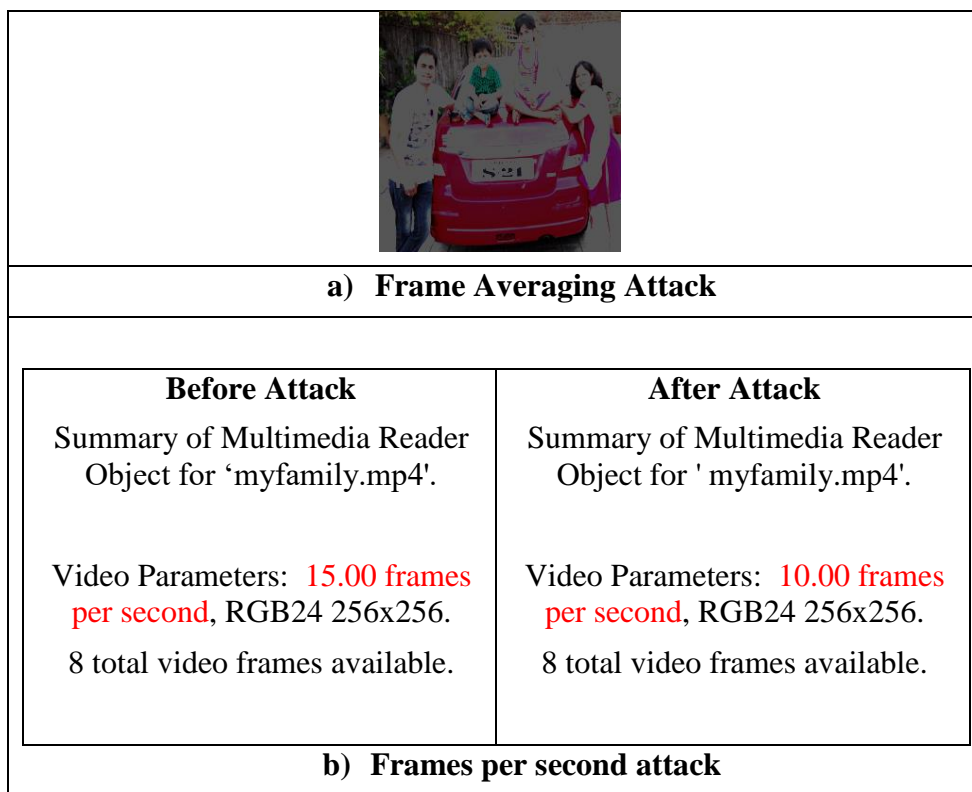 S 21
a) Frame Averaging Attack
Before Attack
Summary of Multimedia Reader
Object for ‘myfamily.mp4'.
Video Parameters: 15.00 frames
per second, RGB24 256x256.
8 total video frames available.
After Attack
Summary of Multimedia Reader
Object for ' myfamily.mp4'.
Video Parameters: 10.00 frames
per second, RGB24 256x256.
8 total video frames available.
b) Frames per second attack